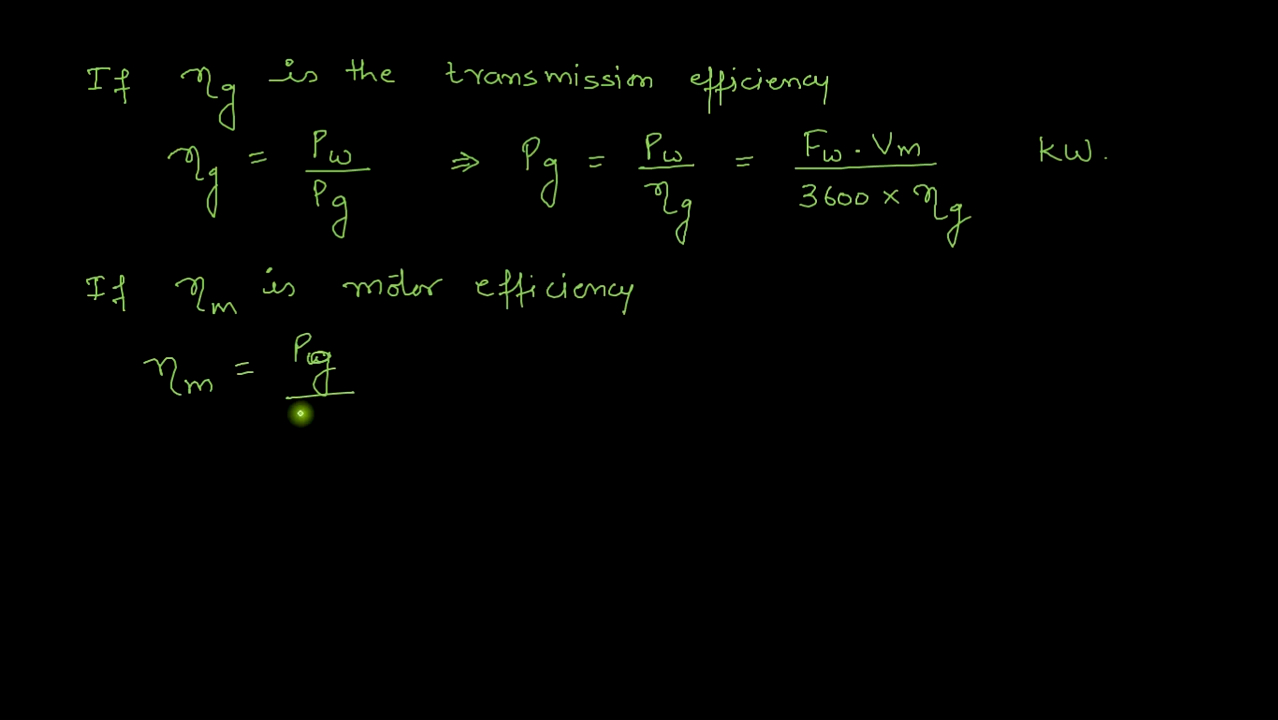 If ηg is the transmission efficiency
ηg = Pw / Pg ⇒ Pg = Pw / ηg = Fw . Vm / 3600 × ηg KW.
If ηm is motor efficiency
ηm = Pg /